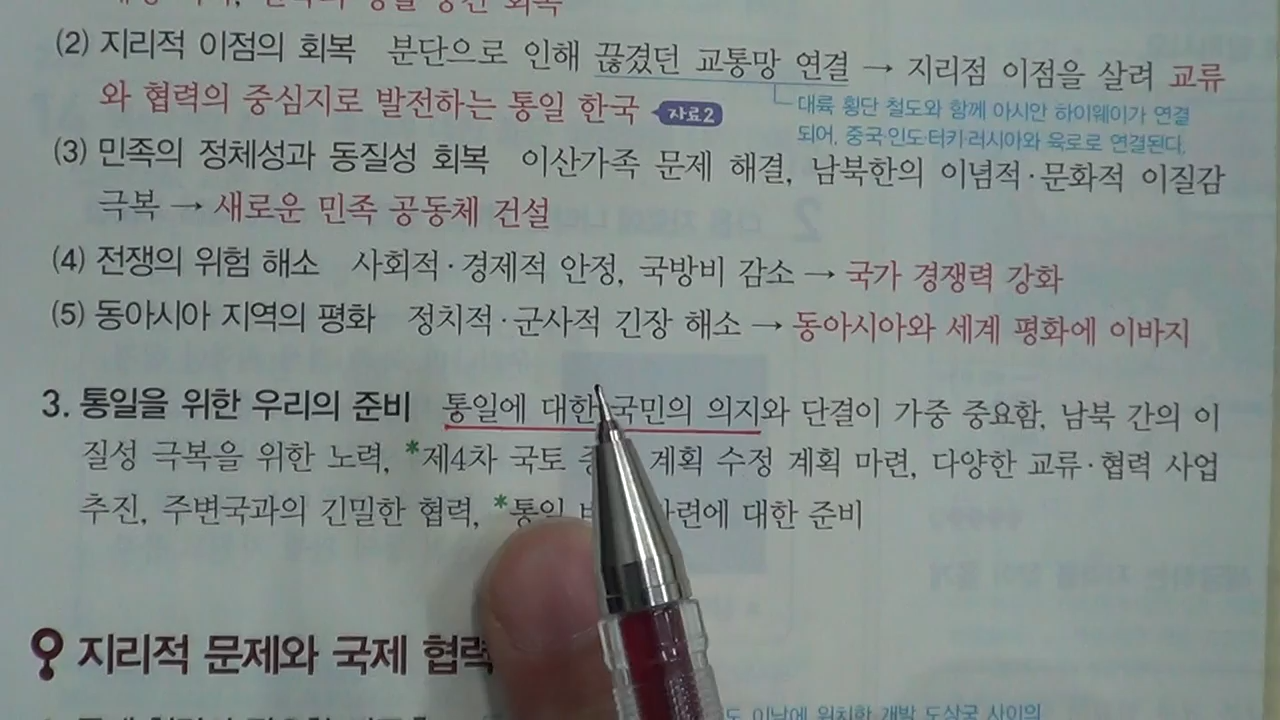 (2) 지리적 이점의 회복 분단으로 인해 끊겼던 교통망 연결 → 지리점 이점을 살려 교류
와 협력의 중심지로 발전하는 통일 한국 자료2
대륙 횡단 철도와 함께 아시안 하이웨이가 연결
되어, 중국·인도·터키·러시아와 육로로 연결된다.
(3) 민족의 정체성과 동질성 회복 이산가족 문제 해결, 남북한의 이념적·문화적 이질감
극복 → 새로운 민족 공동체 건설
(4) 전쟁의 위험 해소 사회적·경제적 안정, 국방비 감소 → 국가 경쟁력 강화
(5) 동아시아 지역의 평화 정치적·군사적 긴장 해소 → 동아시아와 세계 평화에 이바지
3. 통일을 위한 우리의 준비 통일에 대한 국민의 의지와 단결이 가중 중요함, 남북 간의 이
질성 극복을 위한 노력, *제4차 국토 계획 수정 계획 마련, 다양한 교류·협력 사업
추진, 주변국과의 긴밀한 협력, *통일 대한 준비
지리적 문제와 국제 협력
이남에 위치한 개발 도상국 사이의